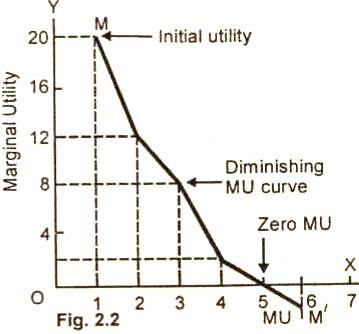 Y
M
20
Initial utility
16
Marginal Utility
12
Diminishing
MU curve
8
Zero MU
4
X
O
1 2 3 4 5 6 7
MU M′
Fig. 2.2